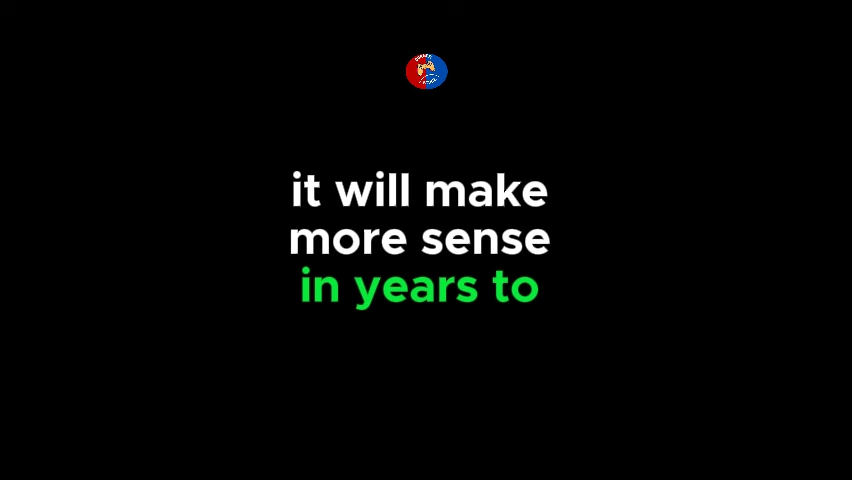 it will make
more sense
in years to